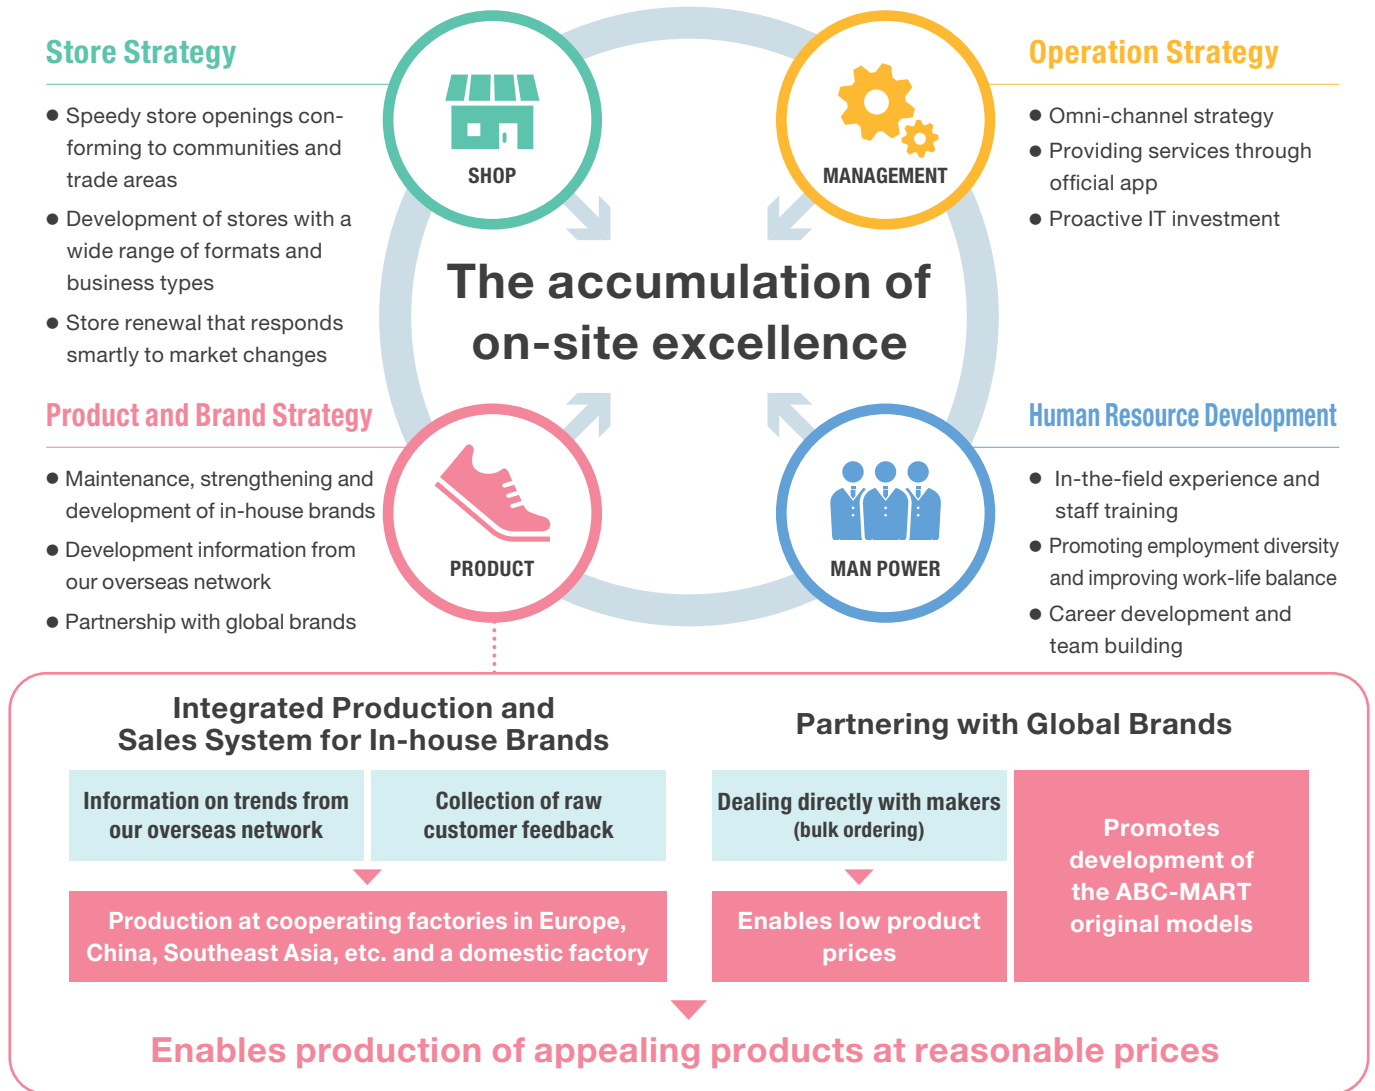 Store Strategy
● Speedy store openings con-
forming to communities and
trade areas
● Development of stores with a
wide range of formats and
business types
● Store renewal that responds
smartly to market changes
SHOP
MANAGEMENT
Operation Strategy
● Omni-channel strategy
● Providing services through
official app
● Proactive IT investment
The accumulation of
on-site excellence
Product and Brand Strategy
● Maintenance, strengthening and
development of in-house brands
● Development information from
our overseas network
● Partnership with global brands
PRODUCT
MAN POWER
Human Resource Development
● In-the-field experience and
staff training
● Promoting employment diversity
and improving work-life balance
● Career development and
team building
Integrated Production and
Sales System for In-house Brands
Information on trends from
our overseas network
Collection of raw
customer feedback
Production at cooperating factories in Europe,
China, Southeast Asia, etc. and a domestic factory
Partnering with Global Brands
Dealing directly with makers
(bulk ordering)
Enables low product
prices
Promotes
development of
the ABC-MART
original models
Enables production of appealing products at reasonable prices